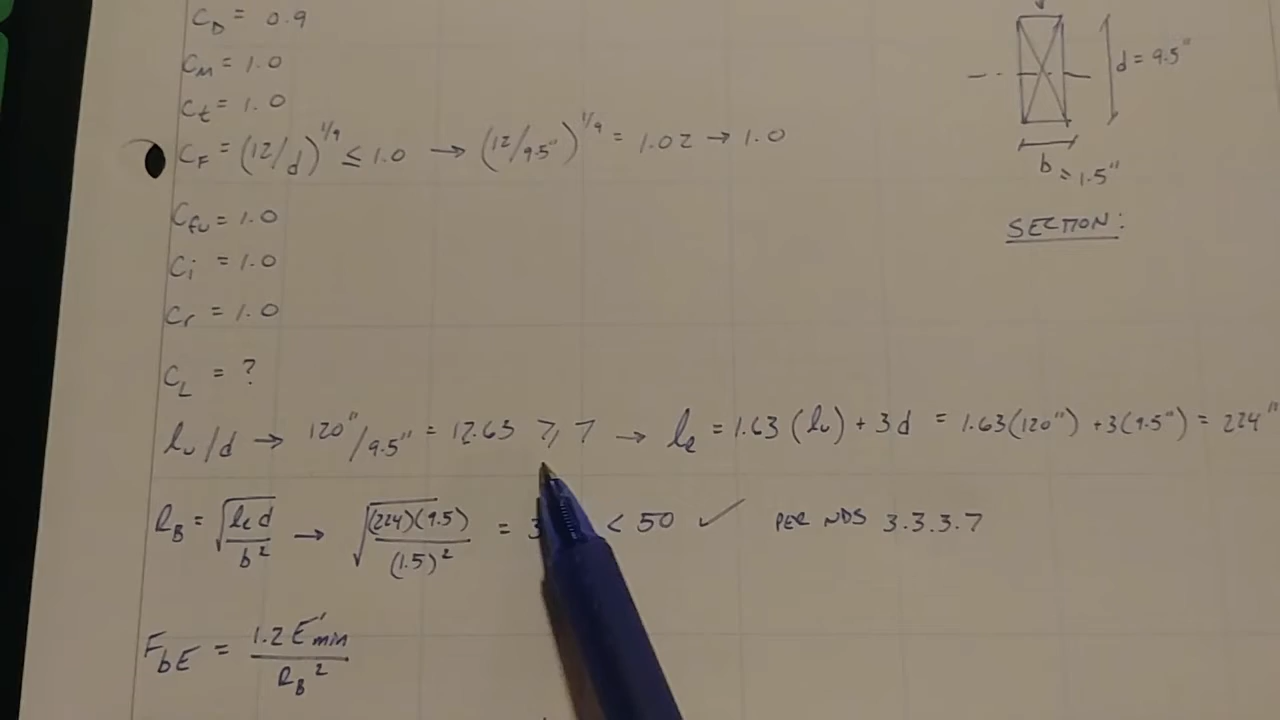 C_D = 0.9
C_M = 1.0
C_t = 1.0
C_F = (12/d)^1/9 ≤ 1.0 → (12/9.5")^1/9 = 1.02 → 1.0
C_fu = 1.0
C_i = 1.0
C_r = 1.0
C_L = ?
l_u/d → 120"/9.5" = 12.63 ≥ 7 → l_e = 1.63 (l_u) + 3d = 1.63(120") + 3(9.5") = 224"
R_B = √(l_e d / b²) → √((224)(9.5) / (1.5)²) = 3 < 50 ✓ PER NDS 3.3.3.7
F_bE = 1.2 E'min / R_B²
d = 9.5"
b = 1.5"
SECTION: